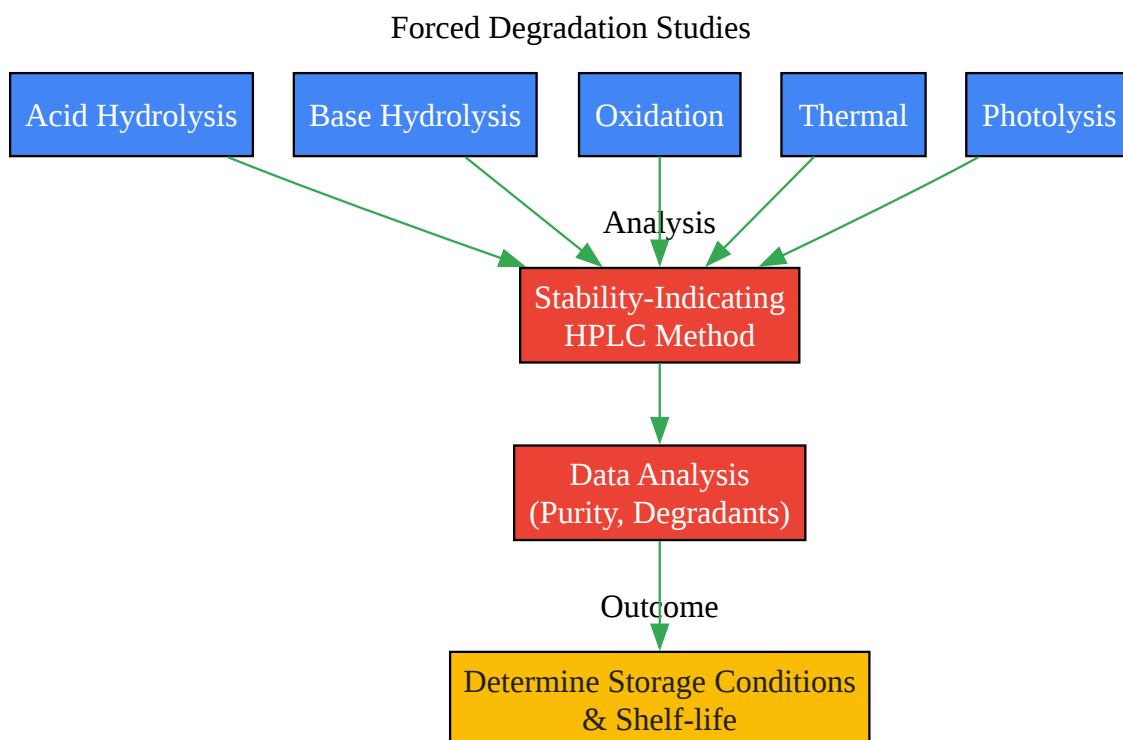 Forced Degradation Studies
Acid Hydrolysis
Base Hydrolysis
Oxidation
Thermal
Photolysis
Analysis
Stability-Indicating
HPLC Method
Data Analysis
(Purity, Degradants)
Outcome
Determine Storage Conditions
& Shelf-life